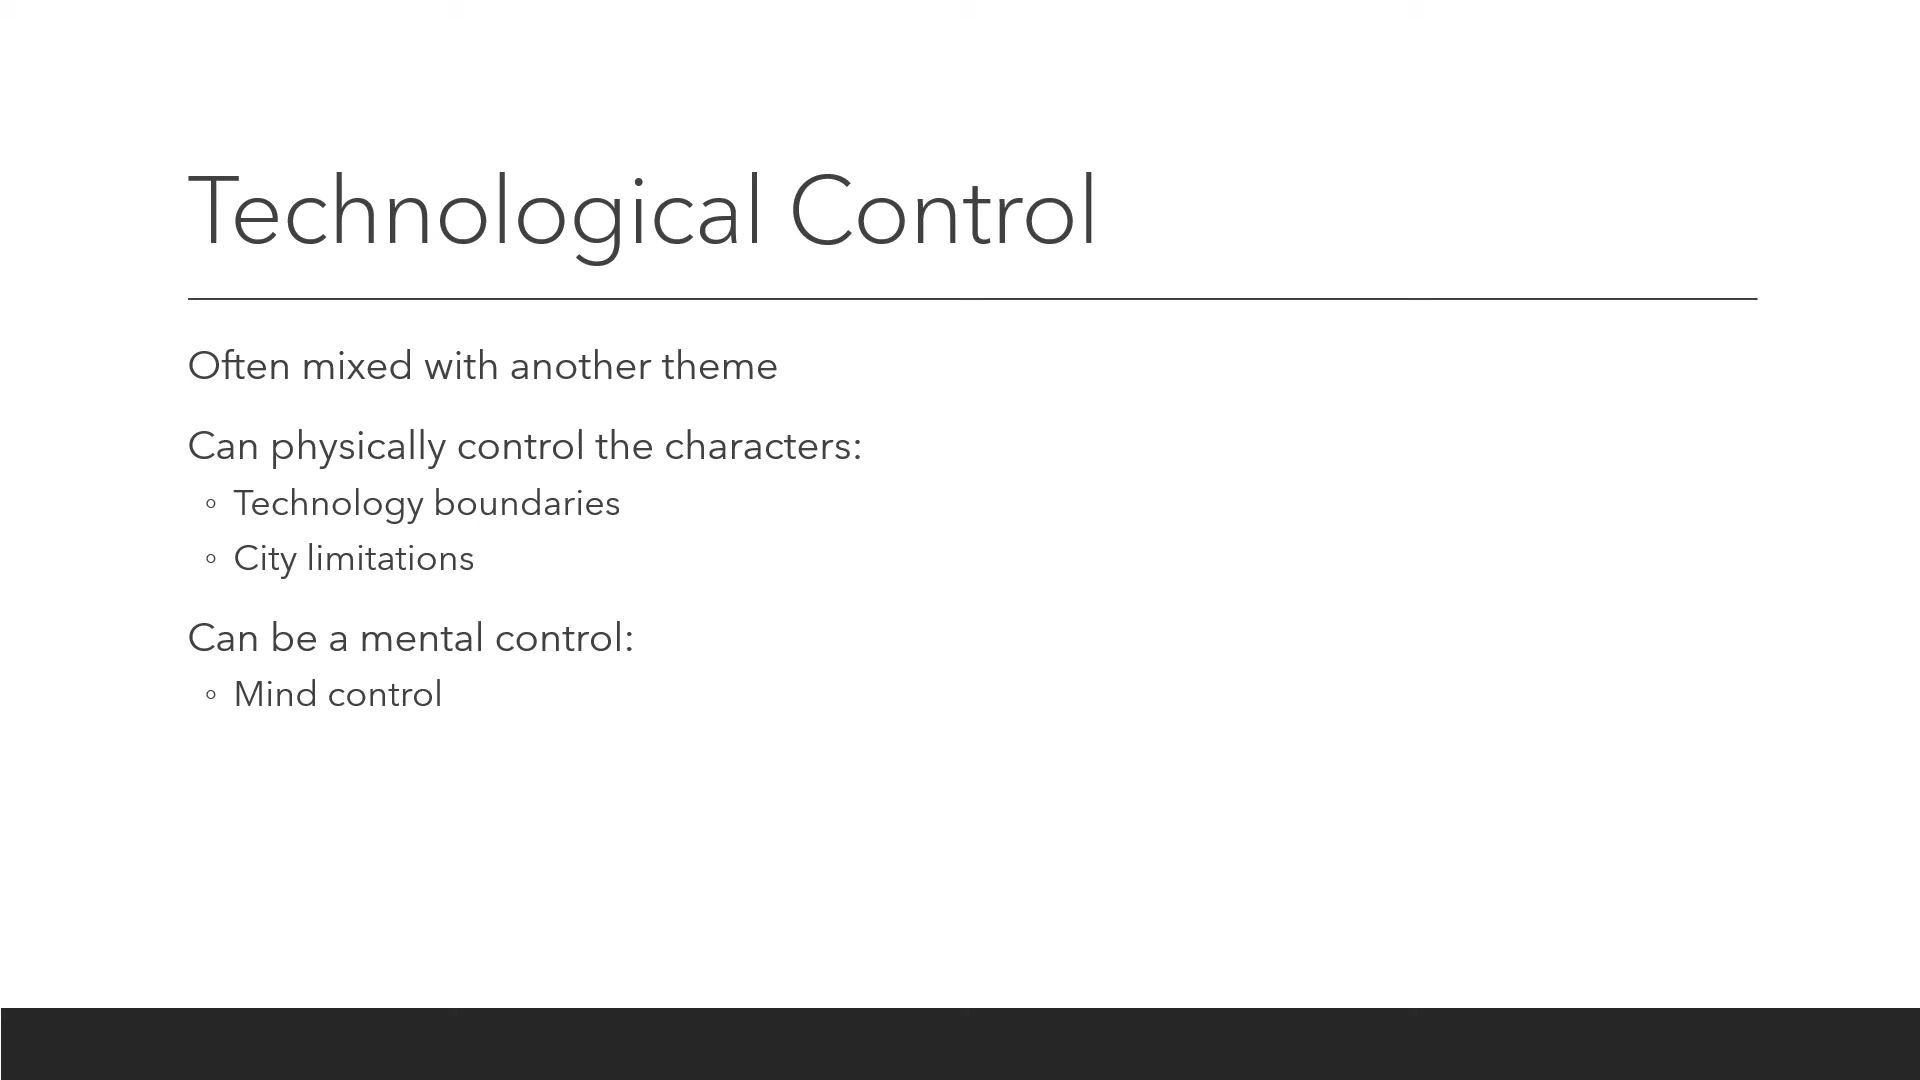 Technological Control
Often mixed with another theme
Can physically control the characters:
◦ Technology boundaries
◦ City limitations
Can be a mental control:
◦ Mind control